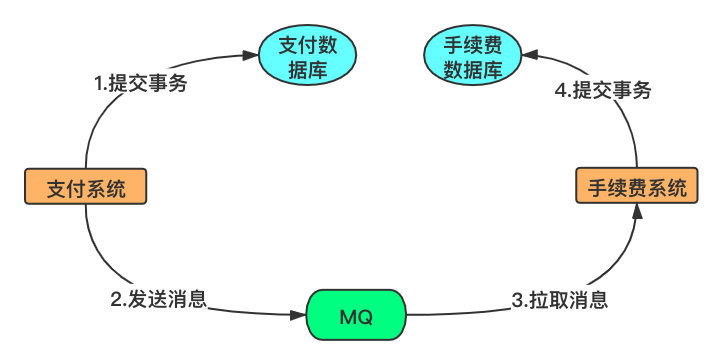 支付数
据库
手续费
数据库
1.提交事务
4.提交事务
支付系统
手续费系统
2.发送消息
3.拉取消息
MQ